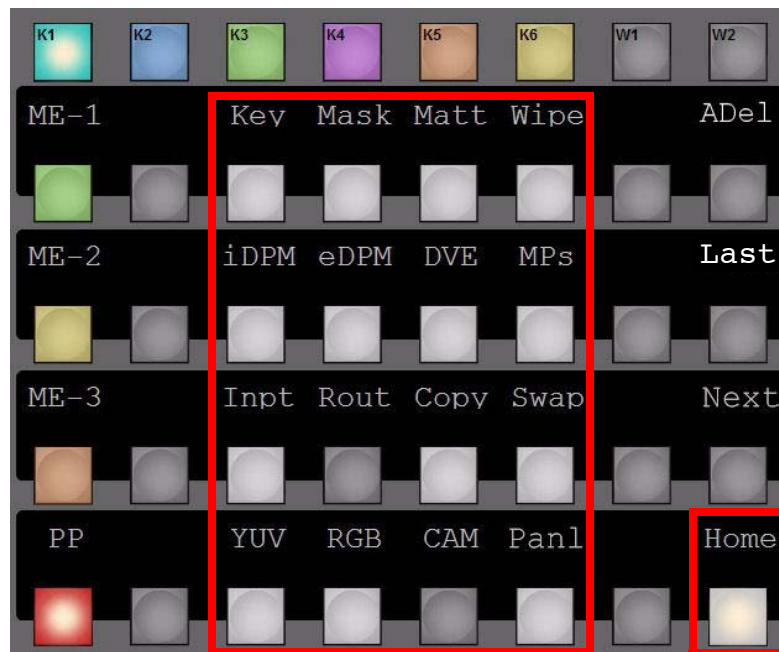 K1 K2 K3 K4 K5 K6 W1 W2
ME-1 Key Mask Matt Wipe ADel
ME-2 iDPM eDPM DVE MPs Last
ME-3 Inpt Rout Copy Swap Next
PP YUV RGB CAM Panl Home